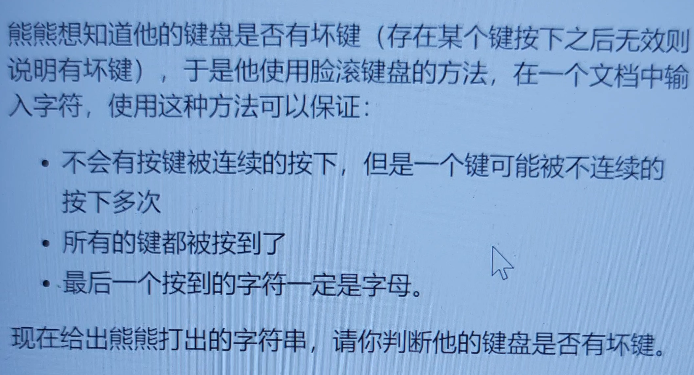 熊熊想知道他的键盘是否有坏键（存在某个键按下之后无效则
说明有坏键），于是他使用脸滚键盘的方法，在一个文档中输
入字符，使用这种方法可以保证：
• 不会有按键被连续的按下，但是一个键可能被不连续的
按下多次
• 所有的键都被按到了
• 最后一个按到的字符一定是字母。
现在给出熊熊打出的字符串，请你判断他的键盘是否有坏键。